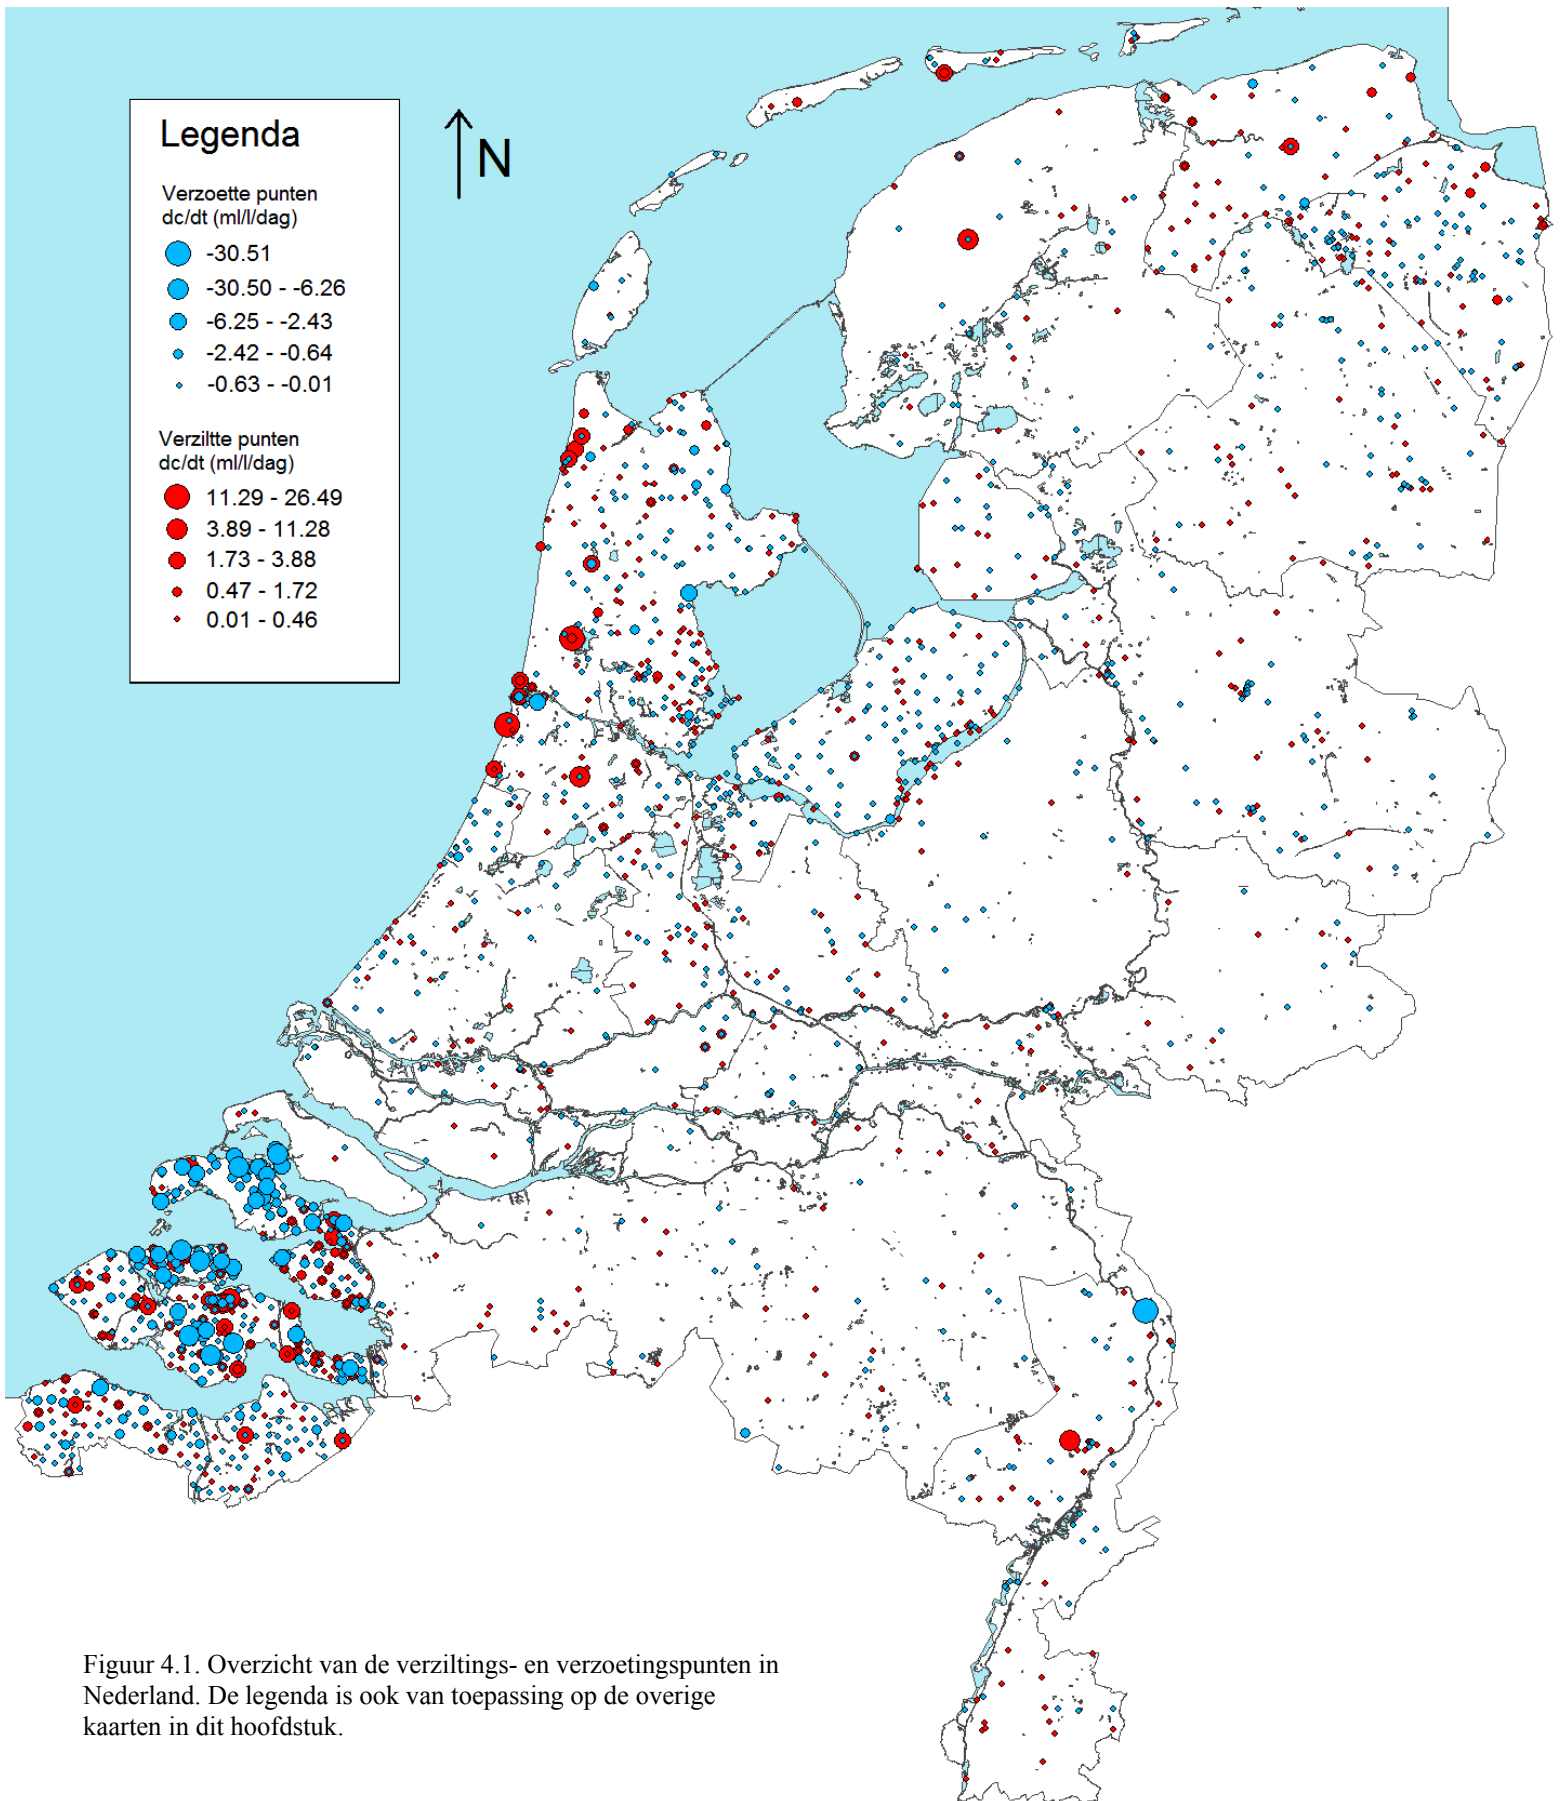 Legenda
N
Verzoette punten
dc/dt (ml/l/dag)
-30.51
-30.50 - -6.26
-6.25 - -2.43
-2.42 - -0.64
-0.63 - -0.01
Verziltte punten
dc/dt (ml/l/dag)
11.29 - 26.49
3.89 - 11.28
1.73 - 3.88
0.47 - 1.72
0.01 - 0.46
Figuur 4.1. Overzicht van de verziltings- en verzoetingspunten in
Nederland. De legenda is ook van toepassing op de overige
kaarten in dit hoofdstuk.